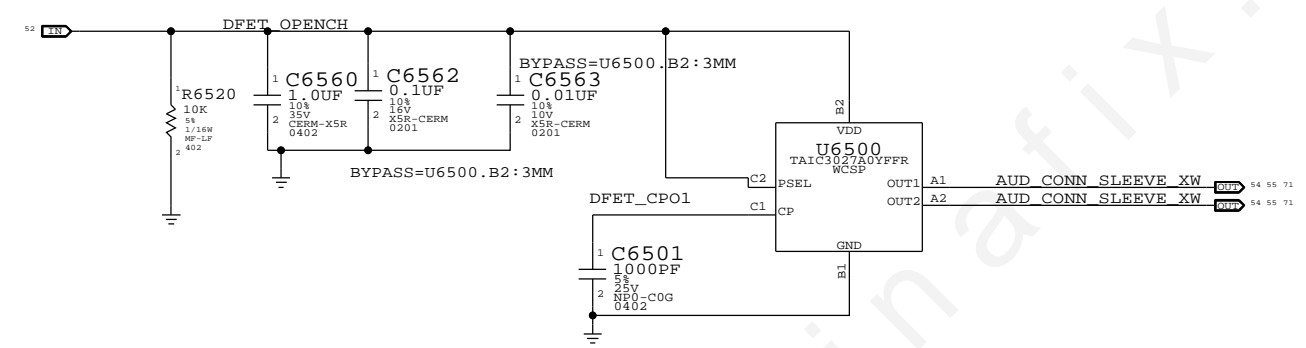 52 IN
DFET_OPENCH
BYPASS=U6500.B2:3MM
1
R6520
10K
5%
1/16W
MF-LF
402
2
1
C6560
1.0UF
10%
35V
CERM-X5R
0402
2
1
C6562
0.1UF
10%
16V
X5R-CERM
0201
2
1
C6563
0.01UF
10%
10V
X5R-CERM
0201
2
BYPASS=U6500.B2:3MM
B2
VDD
U6500
TAIC3027A0YFFR
WCSP
C2
PSEL
C1
CP
OUT1
A1
AUD_CONN_SLEEVE_XW
OUT 54 55 71
OUT2
A2
AUD_CONN_SLEEVE_XW
OUT 54 55 71
GND
B1
DFET_CPO1
1
C6501
1000PF
5%
25V
NP0-C0G
0402
2
inafix.